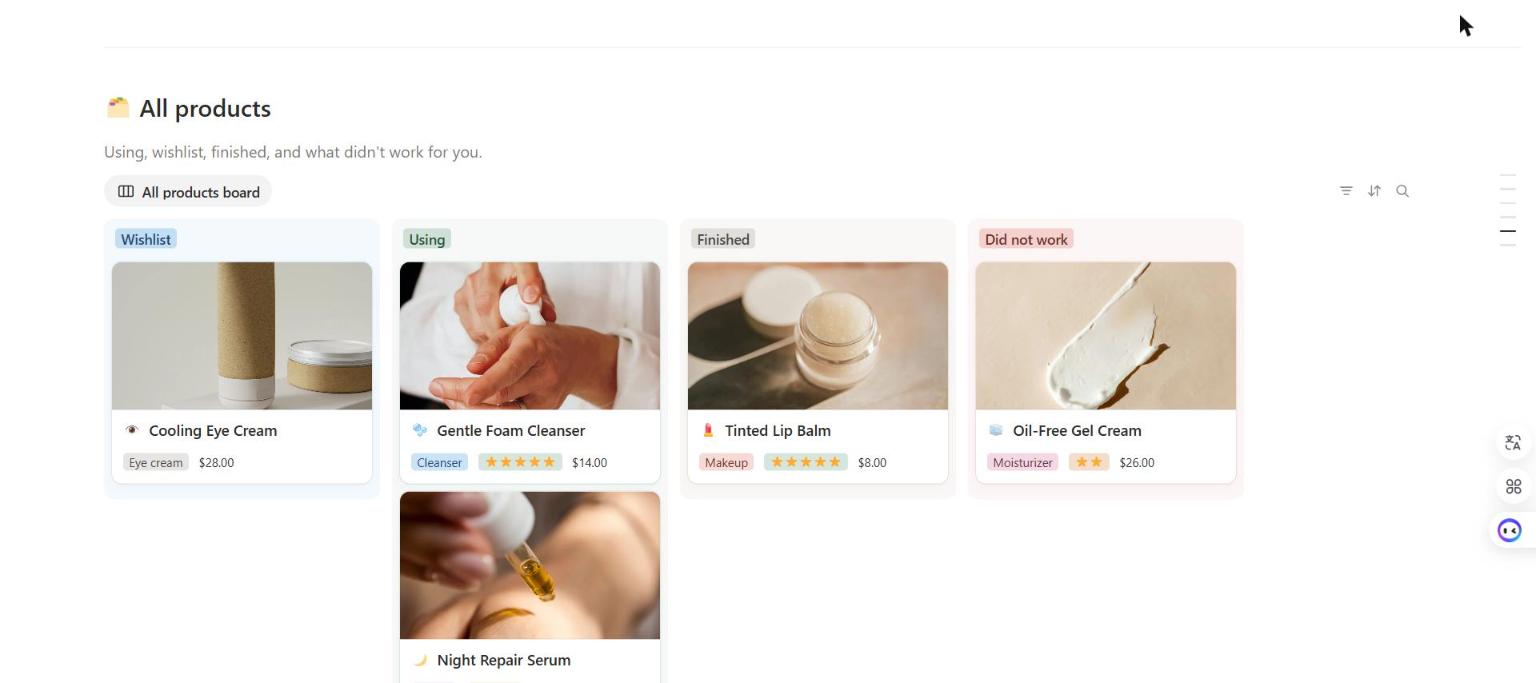 All products
Using, wishlist, finished, and what didn't work for you.
All products board
Wishlist
Using
Finished
Did not work
Cooling Eye Cream
Eye cream $28.00
Gentle Foam Cleanser
Cleanser $14.00
Tinted Lip Balm
Makeup $8.00
Oil-Free Gel Cream
Moisturizer $26.00
Night Repair Serum